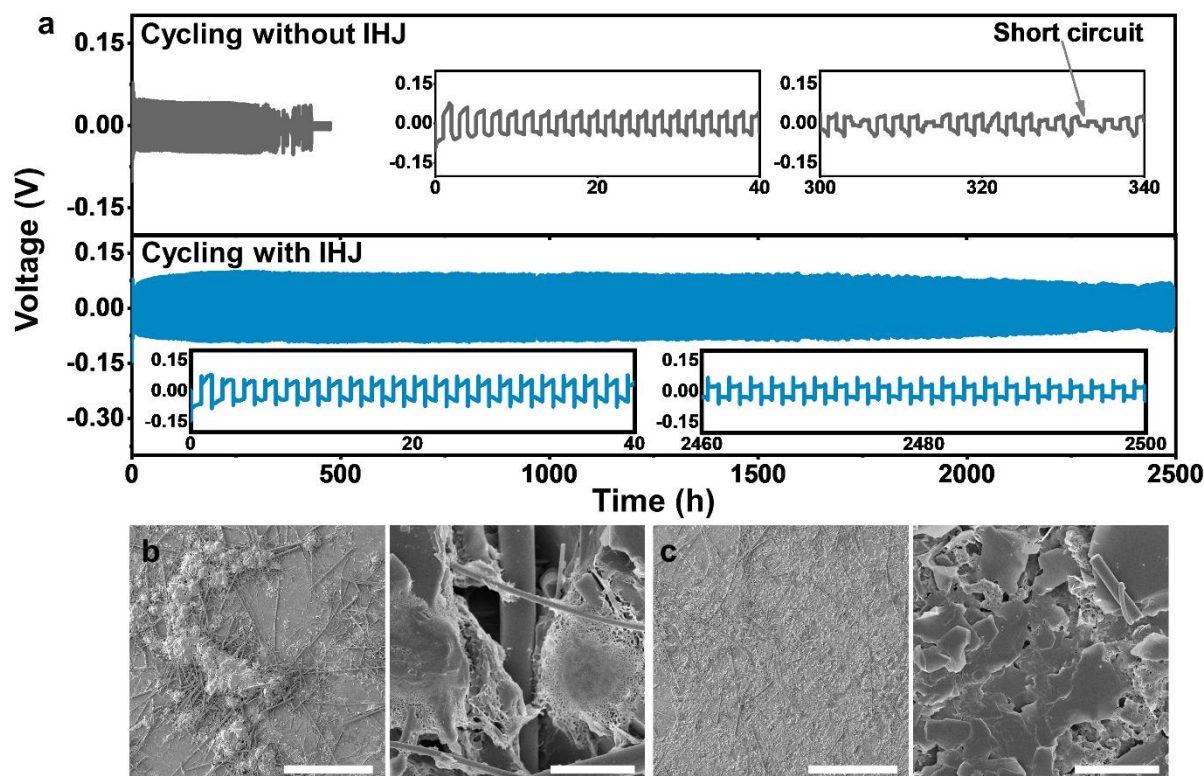 a
Cycling without IHJ
Short circuit
0.15
0.00
-0.15
0.15
0.00
-0.15
0 20 40
0.15
0.00
-0.15
300 320 340
Voltage (V)
Cycling with IHJ
0.15
0.00
-0.15
-0.30
0.15
0.00
-0.15
0 20 40
0.15
0.00
-0.15
2460 2480 2500
0 500 1000 1500 2000 2500
Time (h)
b
c